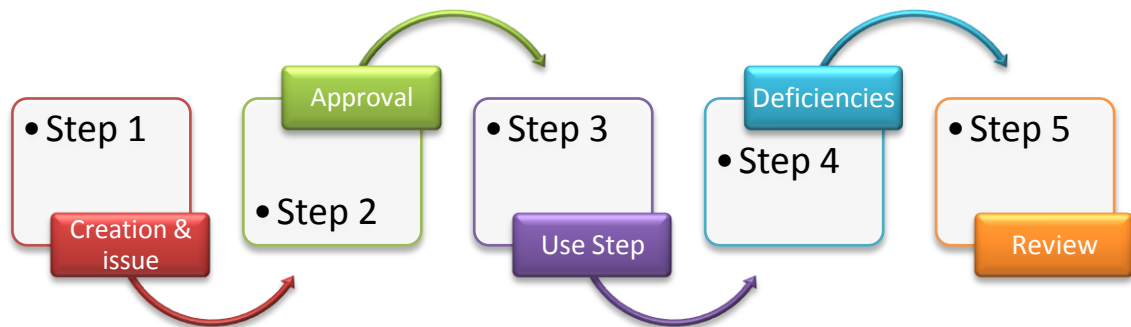 • Step 1
Creation &
issue
Approval
• Step 2
• Step 3
Use Step
Deficiencies
• Step 4
• Step 5
Review